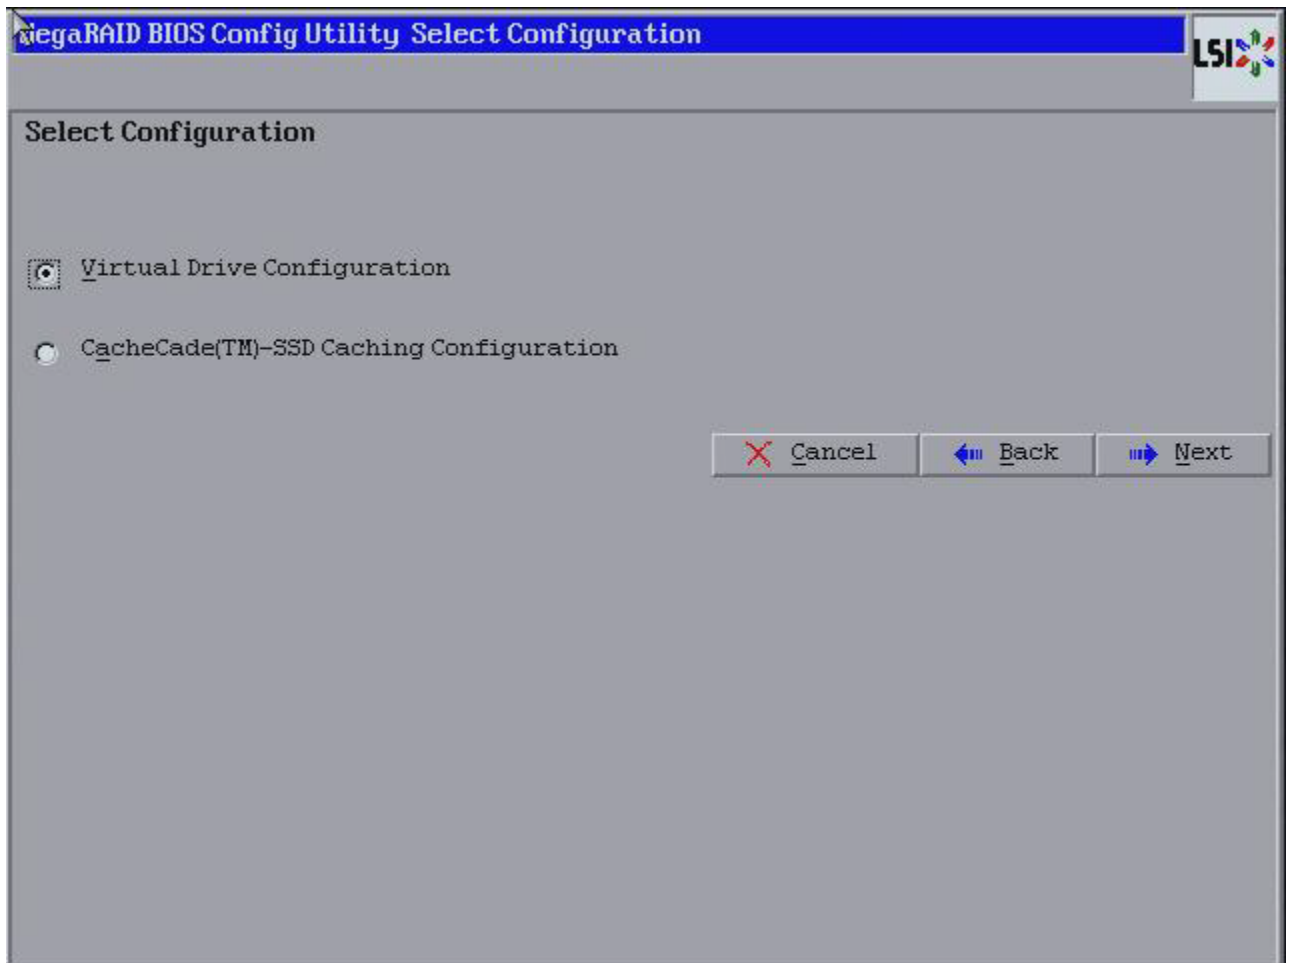 MegaRAID BIOS Config Utility Select Configuration
LSI
Select Configuration
Virtual Drive Configuration
CacheCade(TM)-SSD Caching Configuration
Cancel Back Next